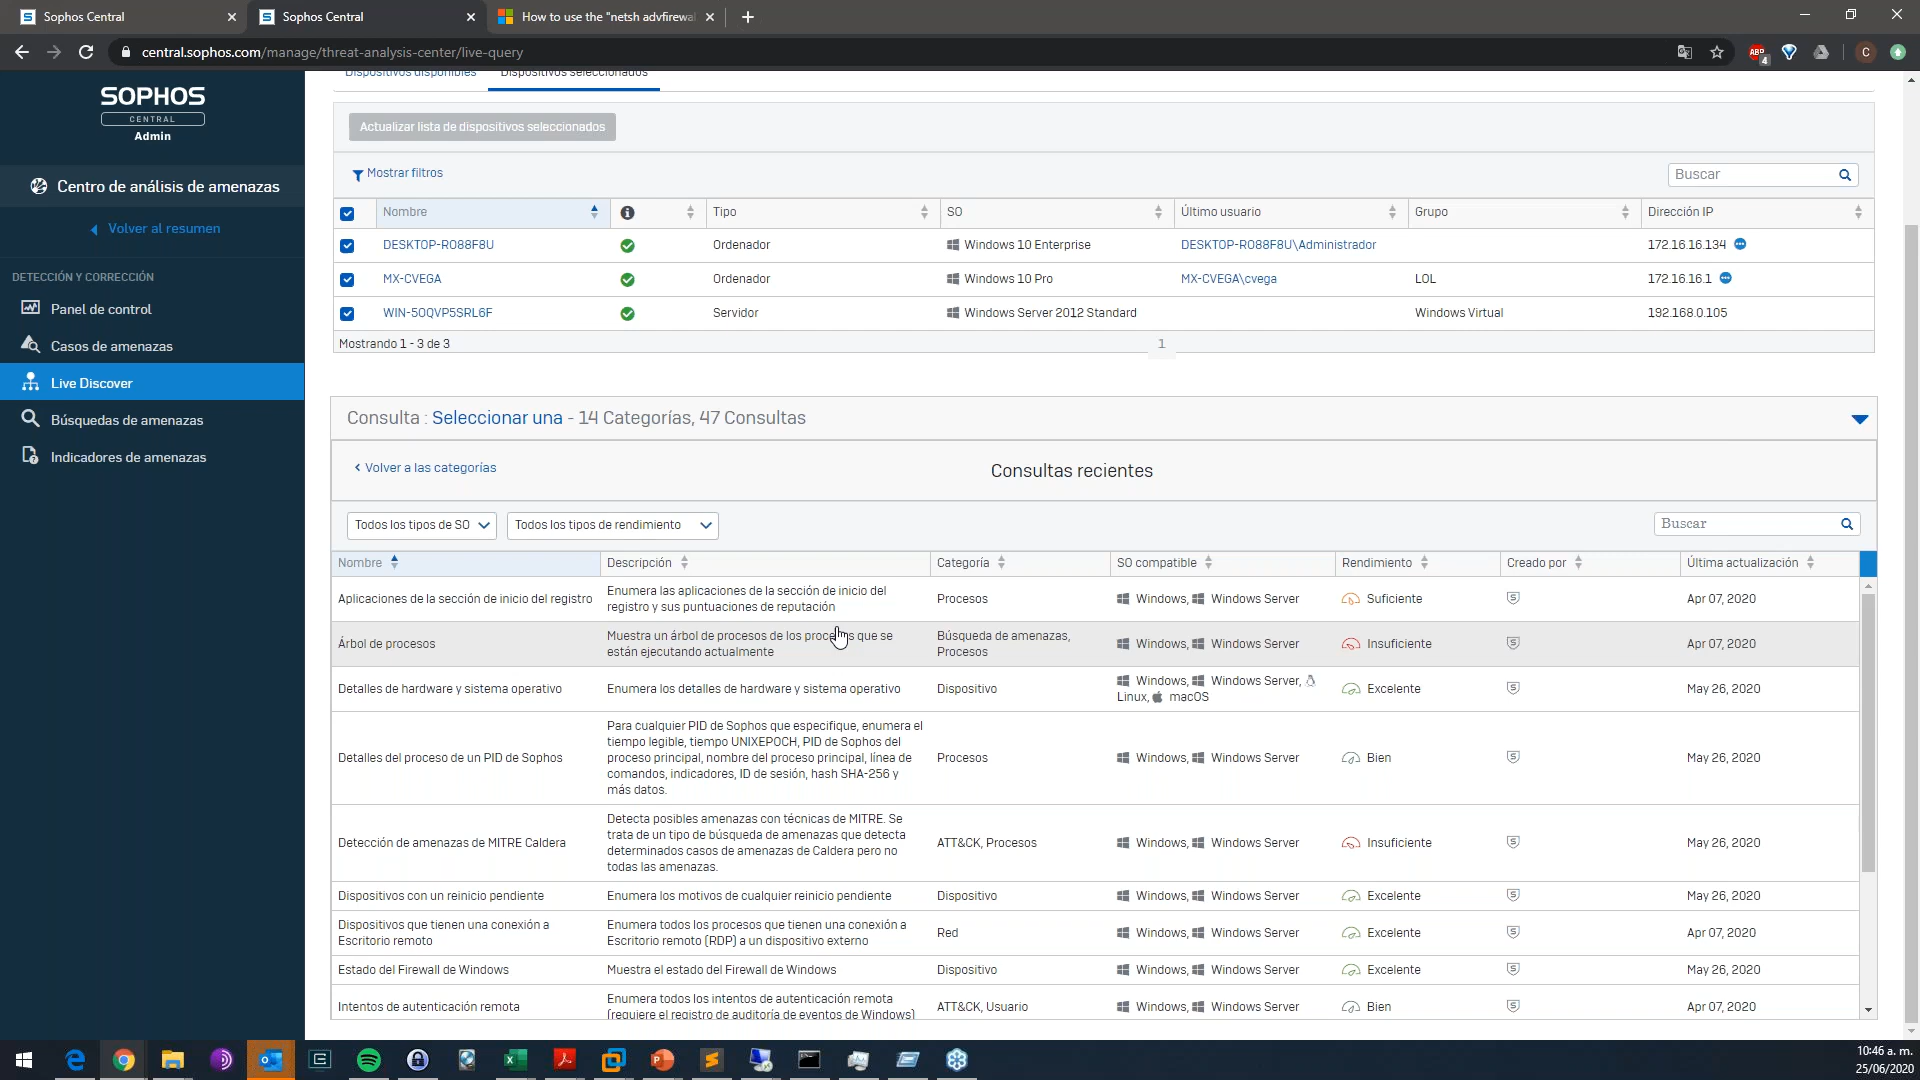 Sophos Central
Sophos Central
How to use the "netsh advfirewal
central.sophos.com/manage/threat-analysis-center/live-query
ABP
4
C
SOPHOS
CENTRAL
Admin
Centro de análisis de amenazas
Volver al resumen
DETECCIÓN Y CORRECCIÓN
Panel de control
Casos de amenazas
Live Discover
Búsquedas de amenazas
Indicadores de amenazas
Dispositivos disponibles
Dispositivos seleccionados
Actualizar lista de dispositivos seleccionados
Mostrar filtros
Buscar
Nombre Tipo SO Último usuario Grupo Dirección IP
DESKTOP-RO88F8U Ordenador Windows 10 Enterprise DESKTOP-RO88F8U\Administrador 172.16.16.134
MX-CVEGA Ordenador Windows 10 Pro MX-CVEGA\cvega LOL 172.16.16.1
WIN-50QVP5SRL6F Servidor Windows Server 2012 Standard Windows Virtual 192.168.0.105
Mostrando 1 - 3 de 3
1
Consulta : Seleccionar una - 14 Categorías, 47 Consultas
Volver a las categorías
Consultas recientes
Todos los tipos de SO
Todos los tipos de rendimiento
Buscar
Nombre Descripción Categoría SO compatible Rendimiento Creado por Última actualización
Aplicaciones de la sección de inicio del registro
Enumera las aplicaciones de la sección de inicio del
registro y sus puntuaciones de reputación
Procesos
Windows, Windows Server
Suficiente
Apr 07, 2020
Árbol de procesos
Muestra un árbol de procesos de los procesos que se
están ejecutando actualmente
Búsqueda de amenazas,
Procesos
Windows, Windows Server
Insuficiente
Apr 07, 2020
Detalles de hardware y sistema operativo
Enumera los detalles de hardware y sistema operativo
Dispositivo
Windows, Windows Server,
Linux, macOS
Excelente
May 26, 2020
Detalles del proceso de un PID de Sophos
Para cualquier PID de Sophos que especifique, enumera el
tiempo legible, tiempo UNIXEPOCH, PID de Sophos del
proceso principal, nombre del proceso principal, línea de
comandos, indicadores, ID de sesión, hash SHA-256 y
más datos.
Procesos
Windows, Windows Server
Bien
May 26, 2020
Detección de amenazas de MITRE Caldera
Detecta posibles amenazas con técnicas de MITRE. Se
trata de un tipo de búsqueda de amenazas que detecta
determinados casos de amenazas de Caldera pero no
todas las amenazas.
ATT&CK, Procesos
Windows, Windows Server
Insuficiente
May 26, 2020
Dispositivos con un reinicio pendiente
Enumera los motivos de cualquier reinicio pendiente
Dispositivo
Windows, Windows Server
Excelente
May 26, 2020
Dispositivos que tienen una conexión a
Escritorio remoto
Enumera todos los procesos que tienen una conexión a
Escritorio remoto (RDP) a un dispositivo externo
Red
Windows, Windows Server
Excelente
Apr 07, 2020
Estado del Firewall de Windows
Muestra el estado del Firewall de Windows
Dispositivo
Windows, Windows Server
Excelente
May 26, 2020
Intentos de autenticación remota
Enumera todos los intentos de autenticación remota
(requiere el registro de auditoría de eventos de Windows)
ATT&CK, Usuario
Windows, Windows Server
Bien
Apr 07, 2020
10:46 a. m.
25/06/2020